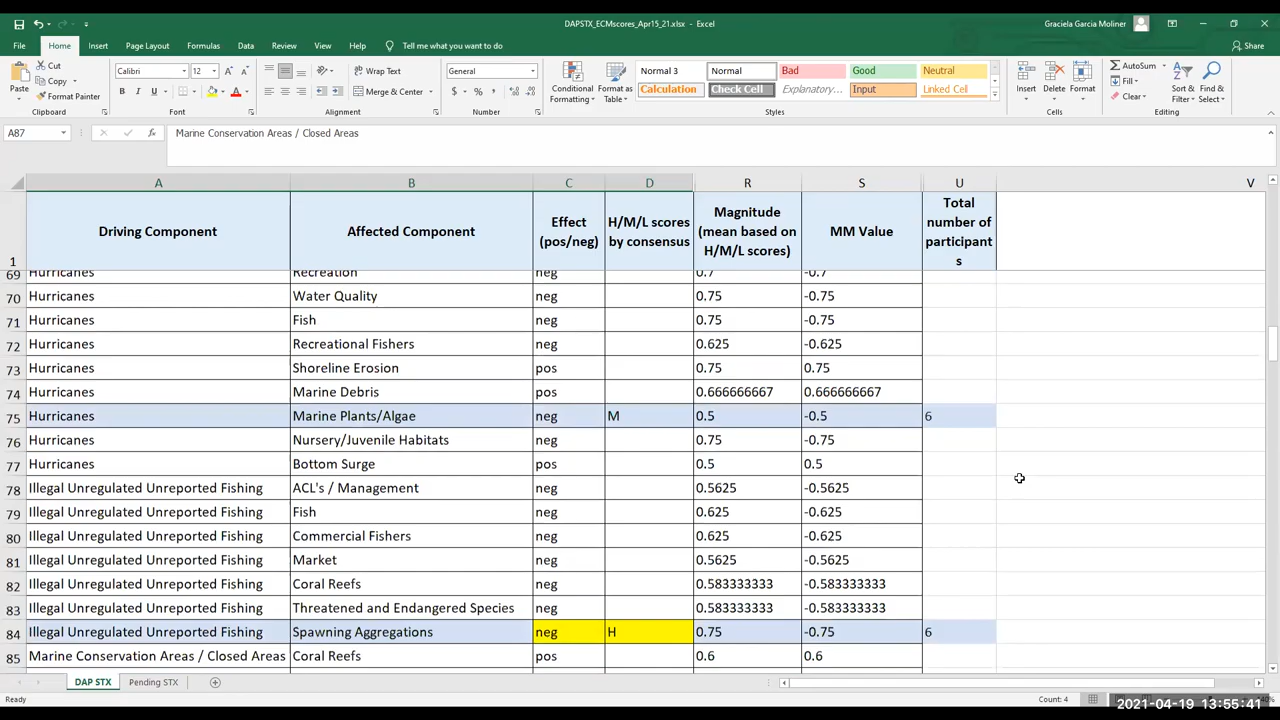 DAPSTX_ECMscores_Apr15_21.xlsx - Excel
Graciela Garcia Moliner
File Home Insert Page Layout Formulas Data Review View Help Tell me what you want to do Share
Paste
Cut
Copy
Format Painter
Clipboard
Calibri 12
Font
Wrap Text
Merge & Center
Alignment
General
Number
Conditional Formatting
Format as Table
Normal 3 Normal Bad Good Neutral
Calculation Check Cell Explanatory... Input Linked Cell
Styles
Insert Delete Format
Cells
AutoSum
Fill
Clear
Sort & Filter
Find & Select
Editing
A87 Marine Conservation Areas / Closed Areas
A B C D R S U V
1 Driving Component Affected Component Effect (pos/neg) H/M/L scores by consensus Magnitude (mean based on H/M/L scores) MM Value Total number of participants
69 Hurricanes Recreation neg 0.7 -0.7
70 Hurricanes Water Quality neg 0.75 -0.75
71 Hurricanes Fish neg 0.75 -0.75
72 Hurricanes Recreational Fishers neg 0.625 -0.625
73 Hurricanes Shoreline Erosion pos 0.75 0.75
74 Hurricanes Marine Debris pos 0.666666667 0.666666667
75 Hurricanes Marine Plants/Algae neg M 0.5 -0.5 6
76 Hurricanes Nursery/Juvenile Habitats neg 0.75 -0.75
77 Hurricanes Bottom Surge pos 0.5 0.5
78 Illegal Unregulated Unreported Fishing ACL's / Management neg 0.5625 -0.5625
79 Illegal Unregulated Unreported Fishing Fish neg 0.625 -0.625
80 Illegal Unregulated Unreported Fishing Commercial Fishers neg 0.625 -0.625
81 Illegal Unregulated Unreported Fishing Market neg 0.5625 -0.5625
82 Illegal Unregulated Unreported Fishing Coral Reefs neg 0.583333333 -0.583333333
83 Illegal Unregulated Unreported Fishing Threatened and Endangered Species neg 0.583333333 -0.583333333
84 Illegal Unregulated Unreported Fishing Spawning Aggregations neg H 0.75 -0.75 6
85 Marine Conservation Areas / Closed Areas Coral Reefs pos 0.6 0.6
DAP STX Pending STX
Ready Count: 4
2021-04-19 13:55:41